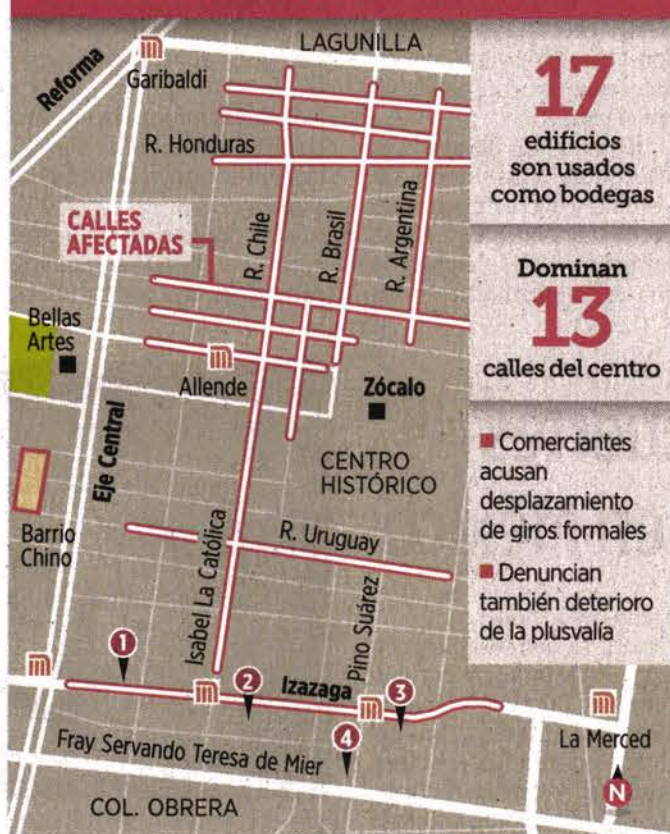 LAGUNILLA
Reforma
Garibaldi
R. Honduras
CALLES
AFECTADAS
R. Chile
R. Brasil
R. Argentina
Bellas
Artes
Allende
Zócalo
Eje Central
CENTRO
HISTÓRICO
Barrio
Chino
Isabel La Católica
R. Uruguay
Pino Suárez
1
2
Izazaga
3
4
Fray Servando Teresa de Mier
La Merced
COL. OBRERA
N
17
edificios
son usados
como bodegas
Dominan
13
calles del centro
Comerciantes
acusan
desplazamiento
de giros formales
Denuncian
también deterioro
de la plusvalía